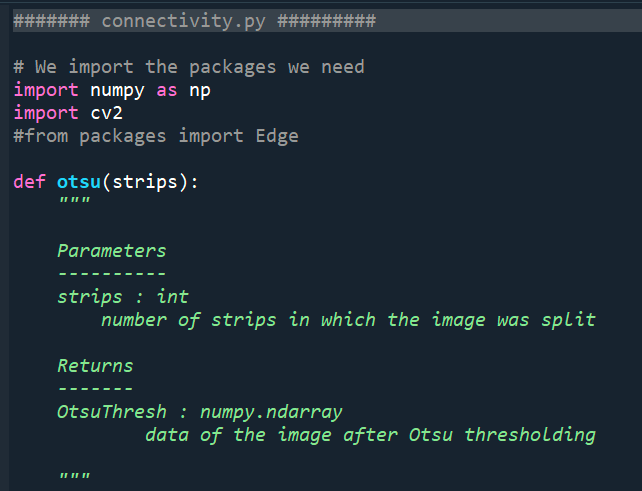 ####### connectivity.py #########
# We import the packages we need
import numpy as np
import cv2
#from packages import Edge
def otsu(strips):
"""
Parameters
----------
strips : int
number of strips in which the image was split
Returns
-------
OtsuThresh : numpy.ndarray
data of the image after Otsu thresholding
"""